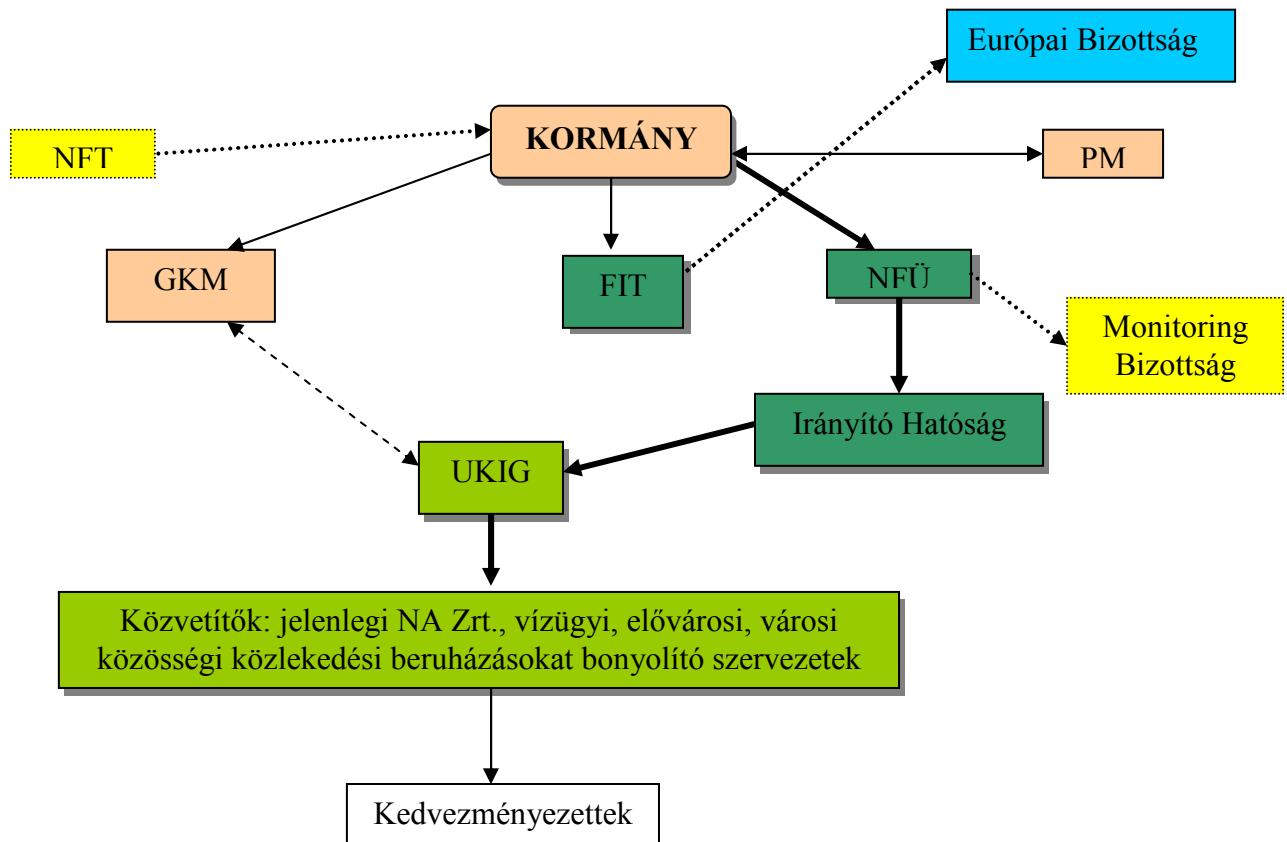 Európai Bizottság
KORMÁNY
NFT
PM
GKM
FIT
NFÜ
Monitoring
Bizottság
Irányító Hatóság
UKIG
Közvetítők: jelenlegi NA Zrt., vízügyi, elővárosi, városi
közösségi közlekedési beruházásokat bonyolító szervezetek
Kedvezményezettek